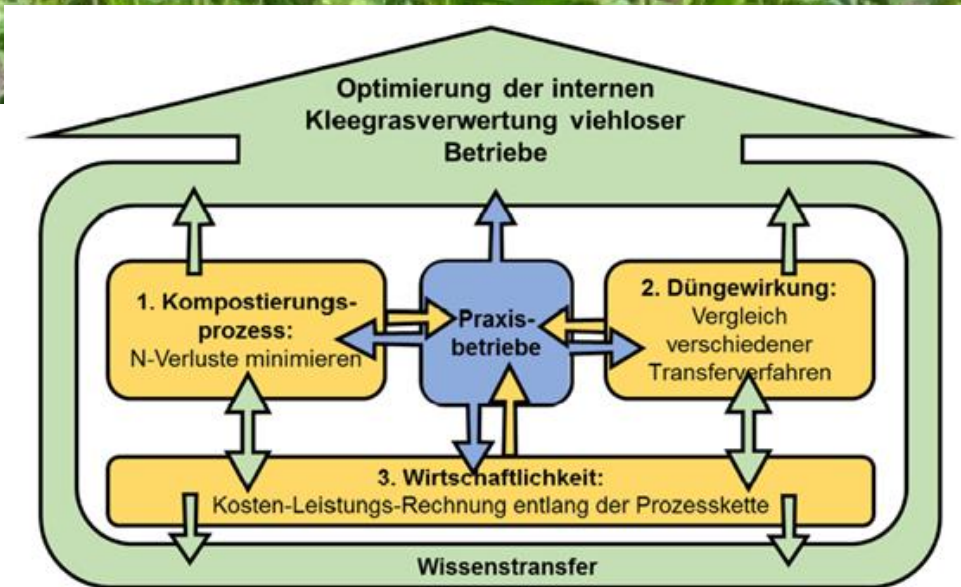 Optimierung der internen
Kleegrasverwertung viehloser
Betriebe
1. Kompostierungs-
prozess:
N-Verluste minimieren
Praxis-
betriebe
2. Düngewirkung:
Vergleich
verschiedener
Transferverfahren
3. Wirtschaftlichkeit:
Kosten-Leistungs-Rechnung entlang der Prozesskette
Wissenstransfer